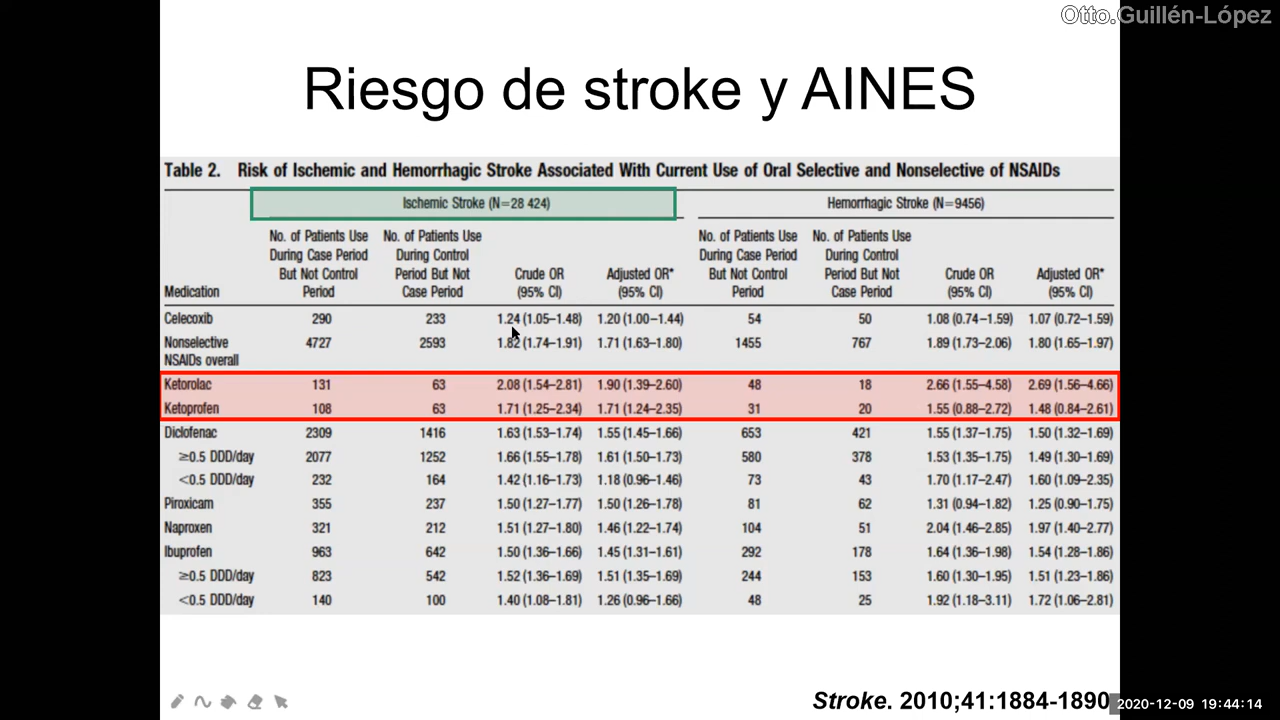 Otto.Guillén-López
Riesgo de stroke y AINES
Table 2. Risk of Ischemic and Hemorrhagic Stroke Associated With Current Use of Oral Selective and Nonselective of NSAIDs
Ischemic Stroke (N=28 424) Hemorrhagic Stroke (N=9456)
No. of Patients Use No. of Patients Use No. of Patients Use No. of Patients Use
During Case Period During Control During Case Period During Control
But Not Control Period But Not Crude OR Adjusted OR* But Not Control Period But Not Crude OR Adjusted OR*
Medication Period Case Period (95% CI) (95% CI) Period Case Period (95% CI) (95% CI)
Celecoxib 290 233 1.24 (1.05–1.48) 1.20 (1.00–1.44) 54 50 1.08 (0.74–1.59) 1.07 (0.72–1.59)
Nonselective 4727 2593 1.82 (1.74–1.91) 1.71 (1.63–1.80) 1455 767 1.89 (1.73–2.06) 1.80 (1.65–1.97)
NSAIDs overall
Ketorolac 131 63 2.08 (1.54–2.81) 1.90 (1.39–2.60) 48 18 2.66 (1.55–4.58) 2.69 (1.56–4.66)
Ketoprofen 108 63 1.71 (1.25–2.34) 1.71 (1.24–2.35) 31 20 1.55 (0.88–2.72) 1.48 (0.84–2.61)
Diclofenac 2309 1416 1.63 (1.53–1.74) 1.55 (1.45–1.66) 653 421 1.55 (1.37–1.75) 1.50 (1.32–1.69)
≥0.5 DDD/day 2077 1252 1.66 (1.55–1.78) 1.61 (1.50–1.73) 580 378 1.53 (1.35–1.75) 1.49 (1.30–1.69)
<0.5 DDD/day 232 164 1.42 (1.16–1.73) 1.18 (0.96–1.46) 73 43 1.70 (1.17–2.47) 1.60 (1.09–2.35)
Piroxicam 355 237 1.50 (1.27–1.77) 1.50 (1.26–1.78) 81 62 1.31 (0.94–1.82) 1.25 (0.90–1.75)
Naproxen 321 212 1.51 (1.27–1.80) 1.46 (1.22–1.74) 104 51 2.04 (1.46–2.85) 1.97 (1.40–2.77)
Ibuprofen 963 642 1.50 (1.36–1.66) 1.45 (1.31–1.61) 292 178 1.64 (1.36–1.98) 1.54 (1.28–1.86)
≥0.5 DDD/day 823 542 1.52 (1.36–1.69) 1.51 (1.35–1.69) 244 153 1.60 (1.30–1.95) 1.51 (1.23–1.86)
<0.5 DDD/day 140 100 1.40 (1.08–1.81) 1.26 (0.96–1.66) 48 25 1.92 (1.18–3.11) 1.72 (1.06–2.81)
Stroke. 2010;41:1884-1890
2020-12-09 19:44:14